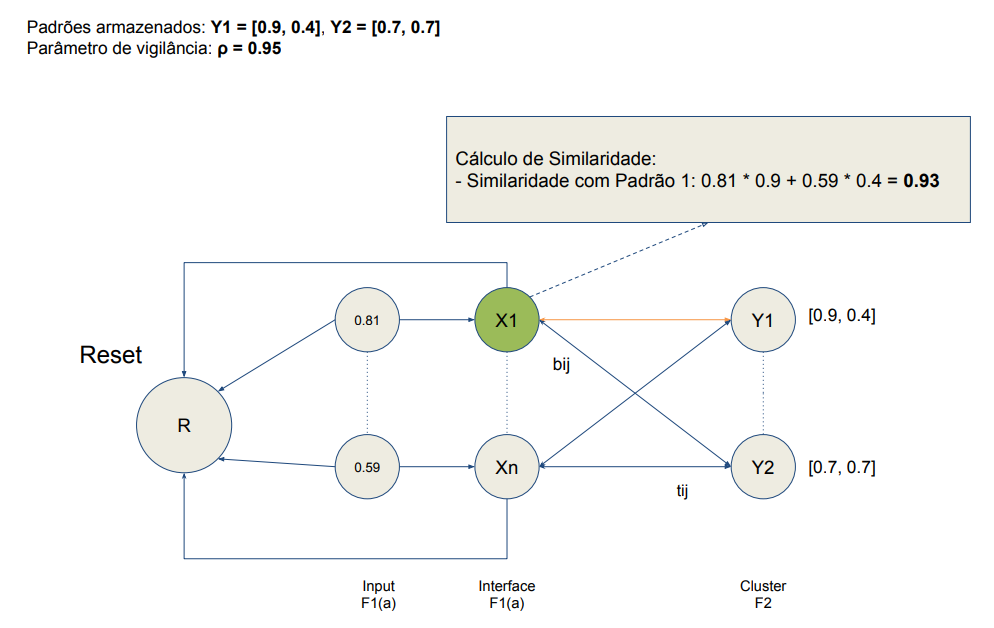 Padrões armazenados: Y1 = [0.9, 0.4], Y2 = [0.7, 0.7]
Parâmetro de vigilância: ρ = 0.95
Cálculo de Similaridade:
- Similaridade com Padrão 1: 0.81 * 0.9 + 0.59 * 0.4 = 0.93
0.81
X1
Y1
[0.9, 0.4]
Reset
bij
R
0.59
Xn
Y2
[0.7, 0.7]
tij
Input
F1(a)
Interface
F1(a)
Cluster
F2